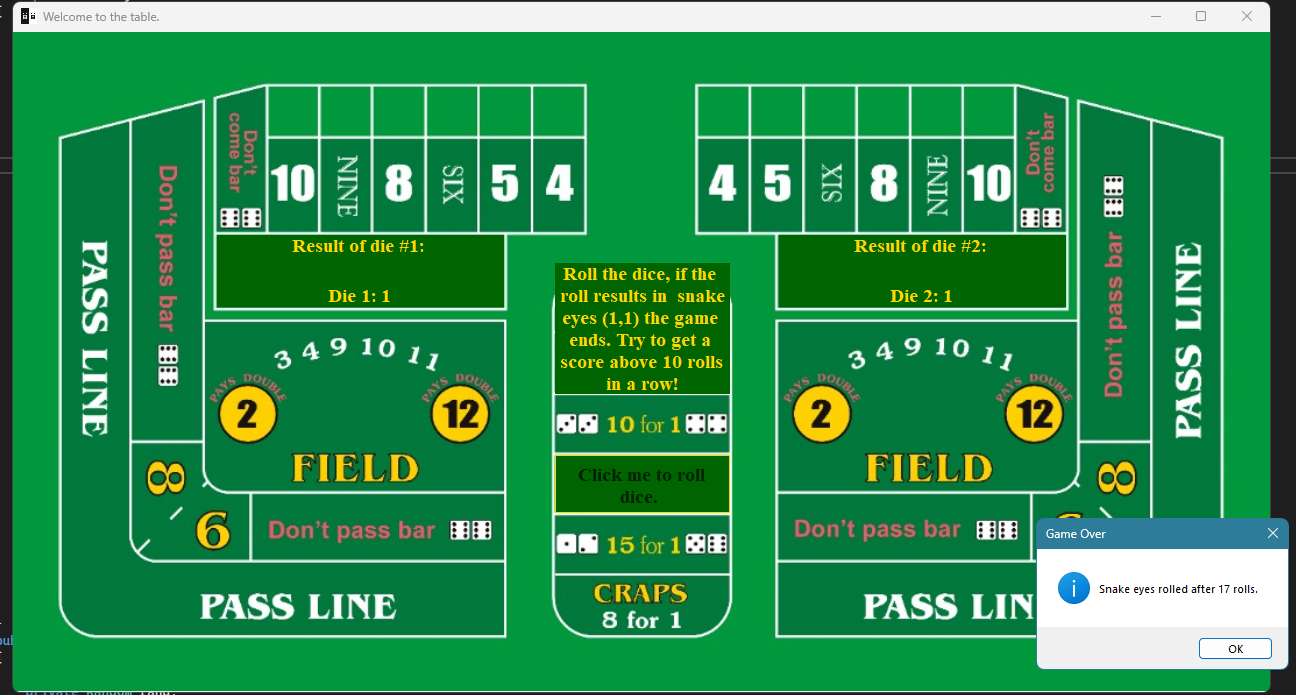 Welcome to the table.
PASS LINE
Don't pass bar
Don't
come bar
10 NINE 8 SIX 5 4
4 5 SIX 8 NINE 10
Don't
come bar
Don't pass bar
PASS LINE
Result of die #1:
Die 1: 1
Result of die #2:
Die 2: 1
Roll the dice, if the
roll results in snake
eyes (1,1) the game
ends. Try to get a
score above 10 rolls
in a row!
3 4 9 10 11
PAYS DOUBLE
2
PAYS DOUBLE
12
FIELD
3 4 9 10 11
PAYS DOUBLE
2
PAYS DOUBLE
12
FIELD
10 for 1
Click me to roll
dice.
15 for 1
CRAPS
8 for 1
8
6
Don't pass bar
PASS LINE
8
Don't pass bar
PASS LIN
Game Over
Snake eyes rolled after 17 rolls.
OK